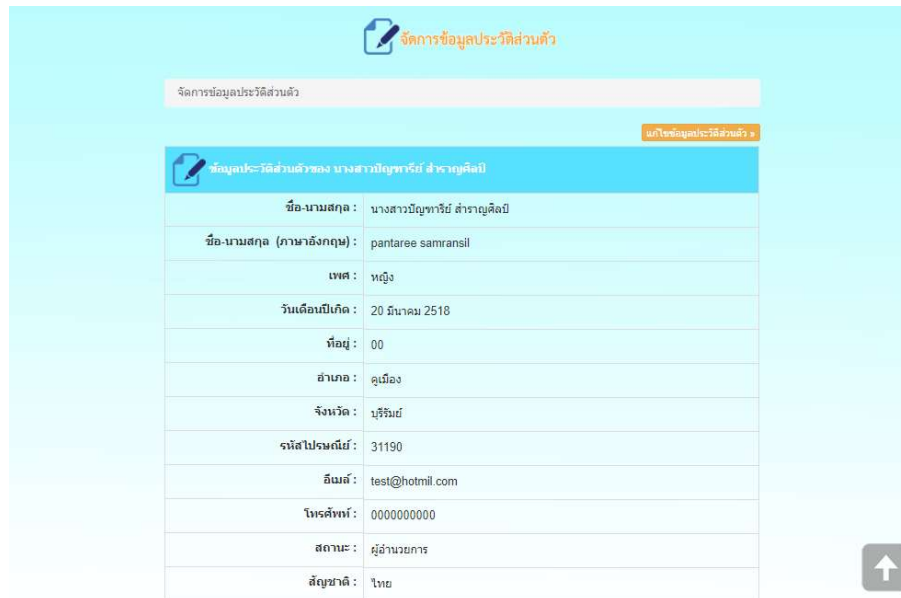 จัดการข้อมูลประวัติส่วนตัว
จัดการข้อมูลประวัติส่วนตัว
แก้ไขข้อมูลประวัติส่วนตัว »
ข้อมูลประวัติส่วนตัวของ นางสาวปัญฑารีย์ สำราญศิลป์
ชื่อ-นามสกุล : นางสาวปัญฑารีย์ สำราญศิลป์
ชื่อ-นามสกุล (ภาษาอังกฤษ) : pantaree samransil
เพศ : หญิง
วันเดือนปีเกิด : 20 มีนาคม 2518
ที่อยู่ : 00
อำเภอ : คูเมือง
จังหวัด : บุรีรัมย์
รหัสไปรษณีย์ : 31190
อีเมล์ : test@hotmil.com
โทรศัพท์ : 0000000000
สถานะ : ผู้อำนวยการ
สัญชาติ : ไทย